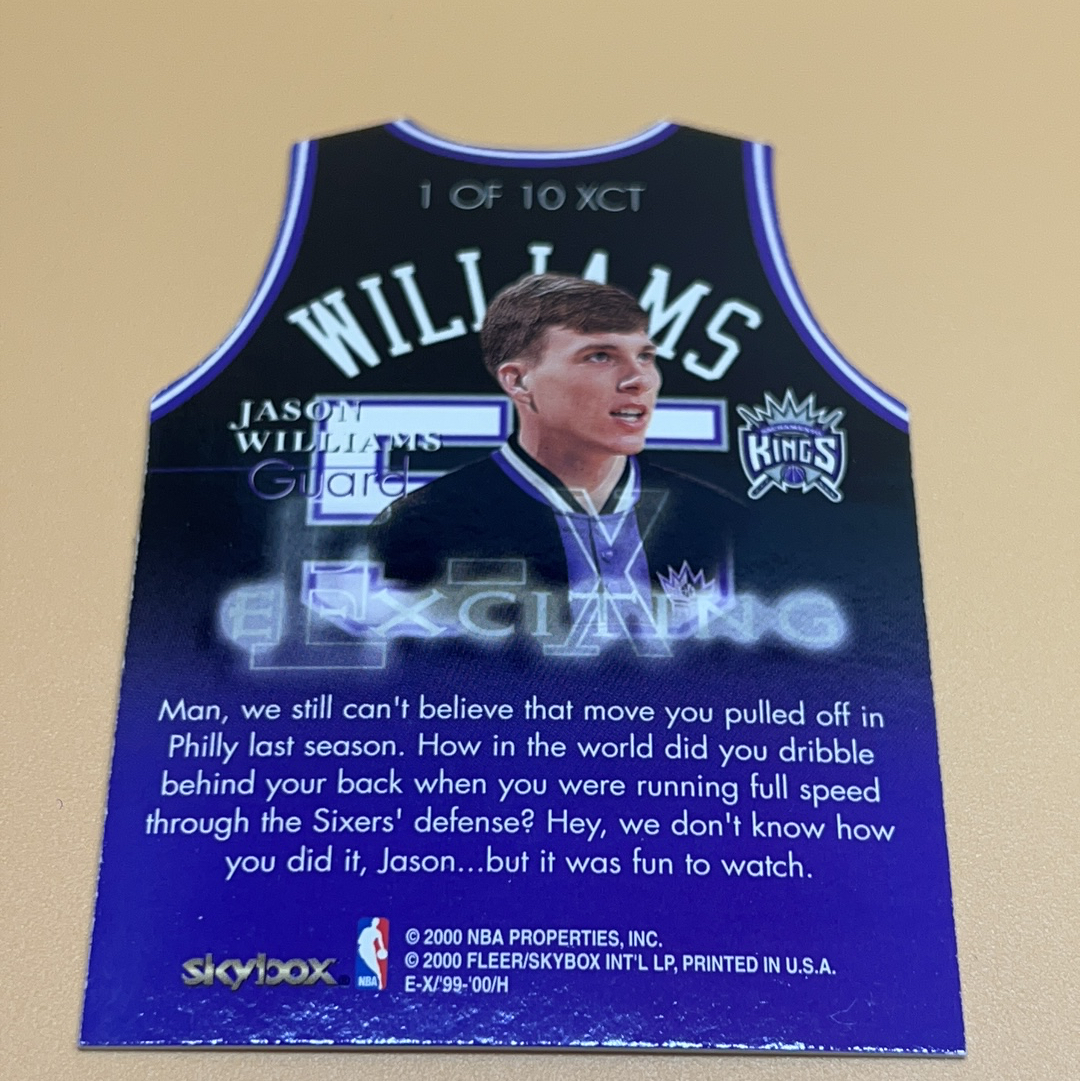 1 OF 10 XCT
WILLIAMS
JASON
WILLIAMS
Guard
SACRAMENTO
KINGS
E-X
EXCITING
Man, we still can't believe that move you pulled off in
Philly last season. How in the world did you dribble
behind your back when you were running full speed
through the Sixers' defense? Hey, we don't know how
you did it, Jason...but it was fun to watch.
skybox
NBA
© 2000 NBA PROPERTIES, INC.
© 2000 FLEER/SKYBOX INT'L LP, PRINTED IN U.S.A.
E-X/'99-'00/H